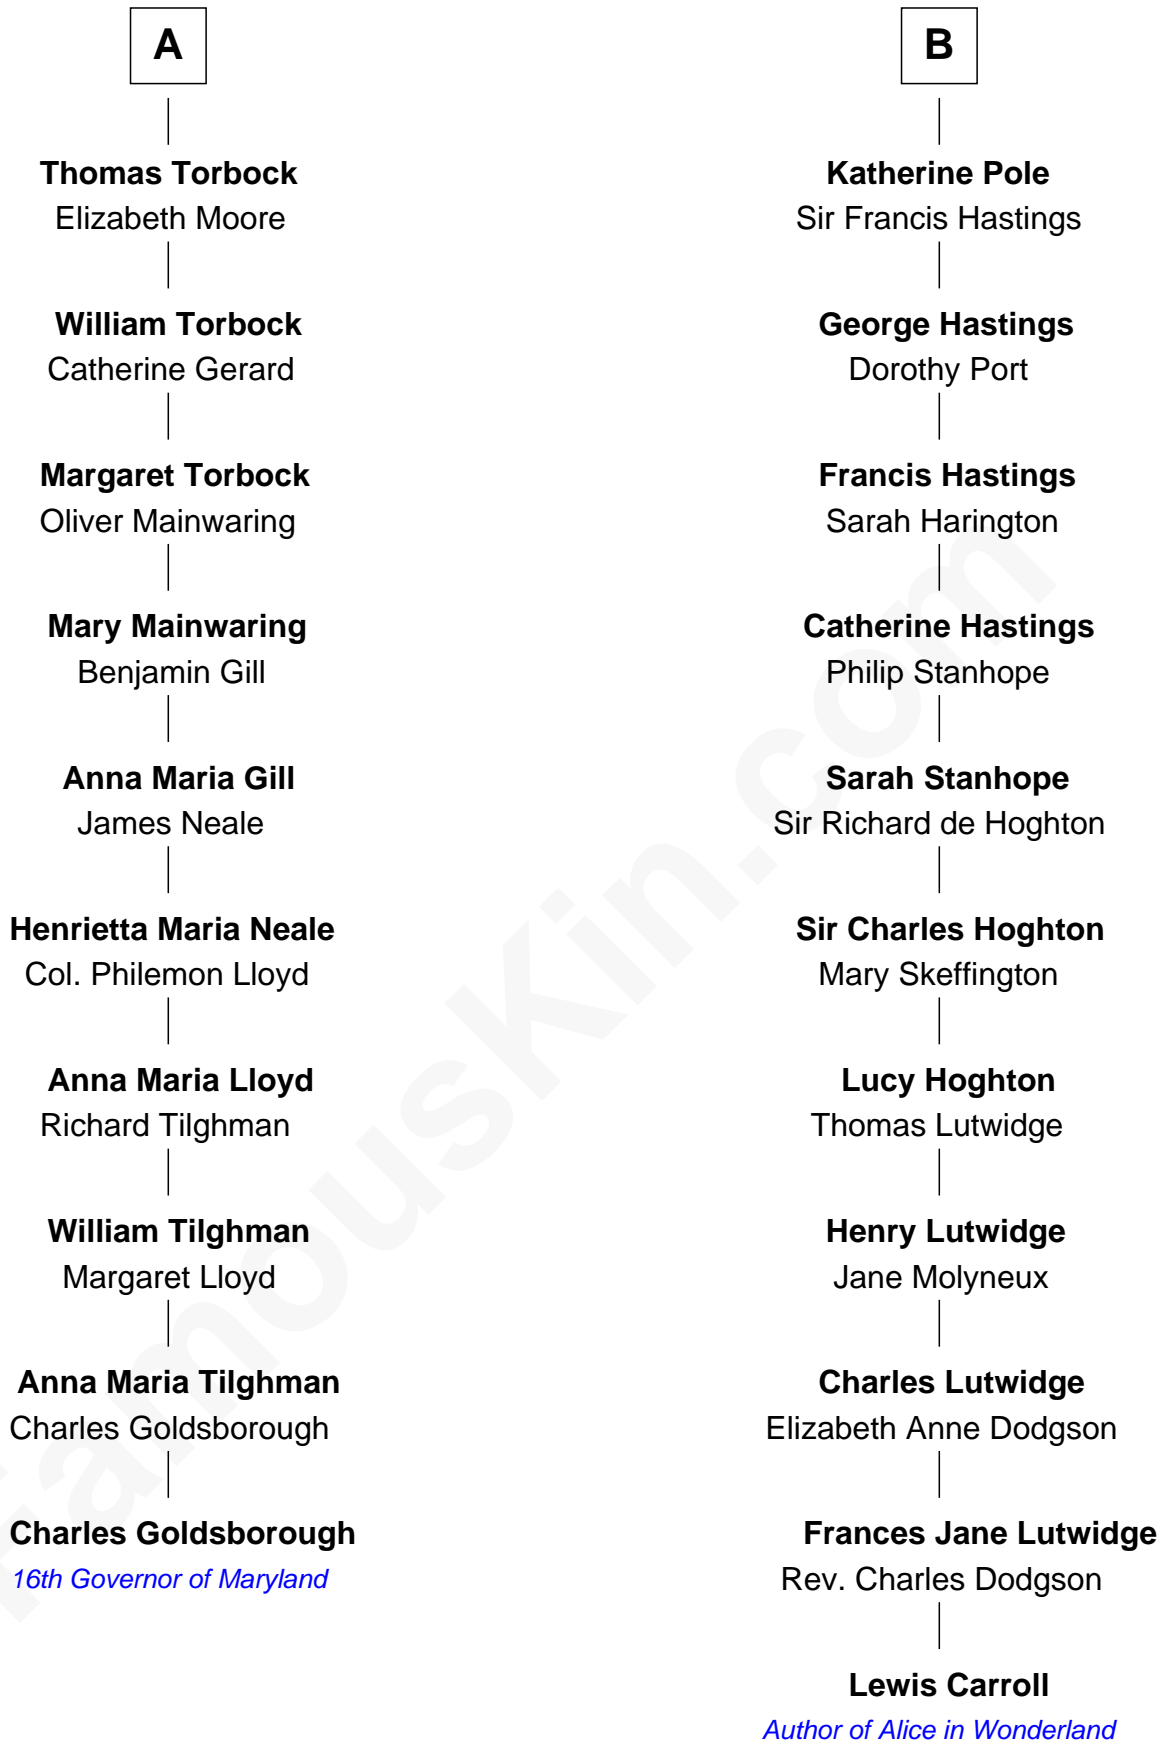 A
Thomas Torbock
Elizabeth Moore
William Torbock
Catherine Gerard
Margaret Torbock
Oliver Mainwaring
Mary Mainwaring
Benjamin Gill
Anna Maria Gill
James Neale
Henrietta Maria Neale
Col. Philemon Lloyd
Anna Maria Lloyd
Richard Tilghman
William Tilghman
Margaret Lloyd
Anna Maria Tilghman
Charles Goldsborough
Charles Goldsborough
16th Governor of Maryland
B
Katherine Pole
Sir Francis Hastings
George Hastings
Dorothy Port
Francis Hastings
Sarah Harington
Catherine Hastings
Philip Stanhope
Sarah Stanhope
Sir Richard de Hoghton
Sir Charles Hoghton
Mary Skeffington
Lucy Hoghton
Thomas Lutwidge
Henry Lutwidge
Jane Molyneux
Charles Lutwidge
Elizabeth Anne Dodgson
Frances Jane Lutwidge
Rev. Charles Dodgson
Lewis Carroll
Author of Alice in Wonderland
FamousKin.com